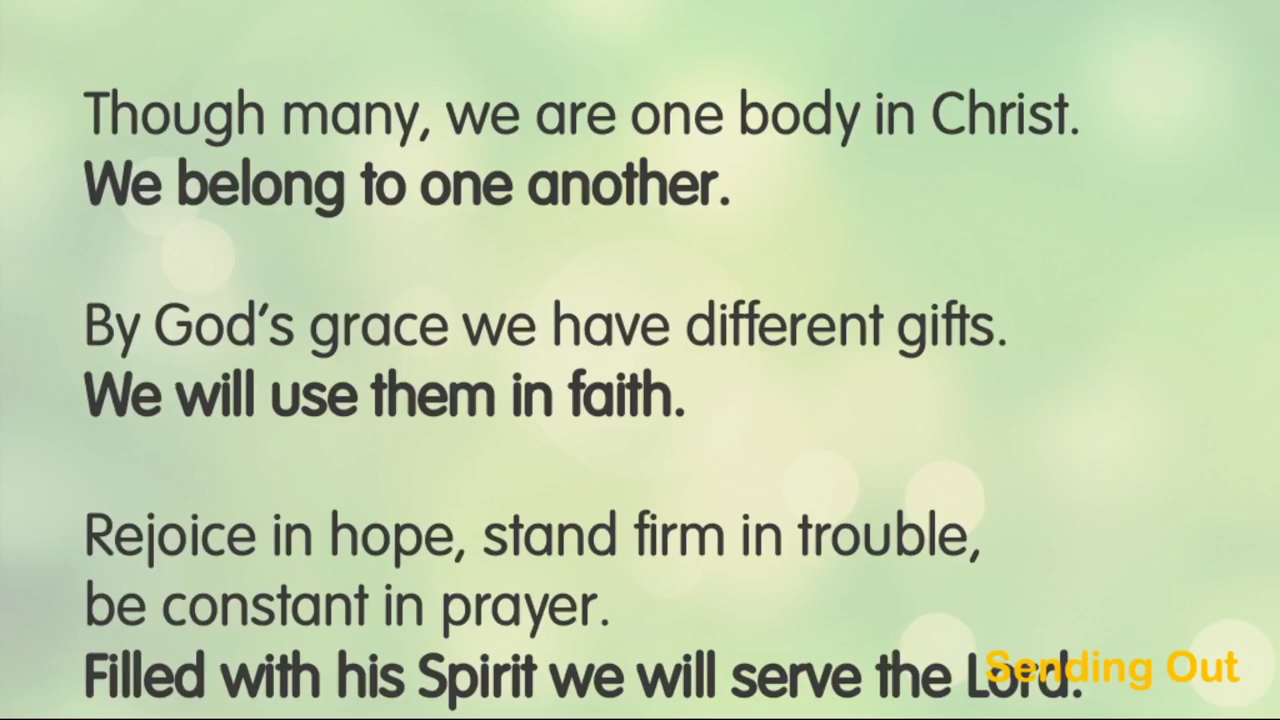 Though many, we are one body in Christ.
We belong to one another.
By God’s grace we have different gifts.
We will use them in faith.
Rejoice in hope, stand firm in trouble,
be constant in prayer.
Filled with his Spirit we will serve the Lord.
Sending Out